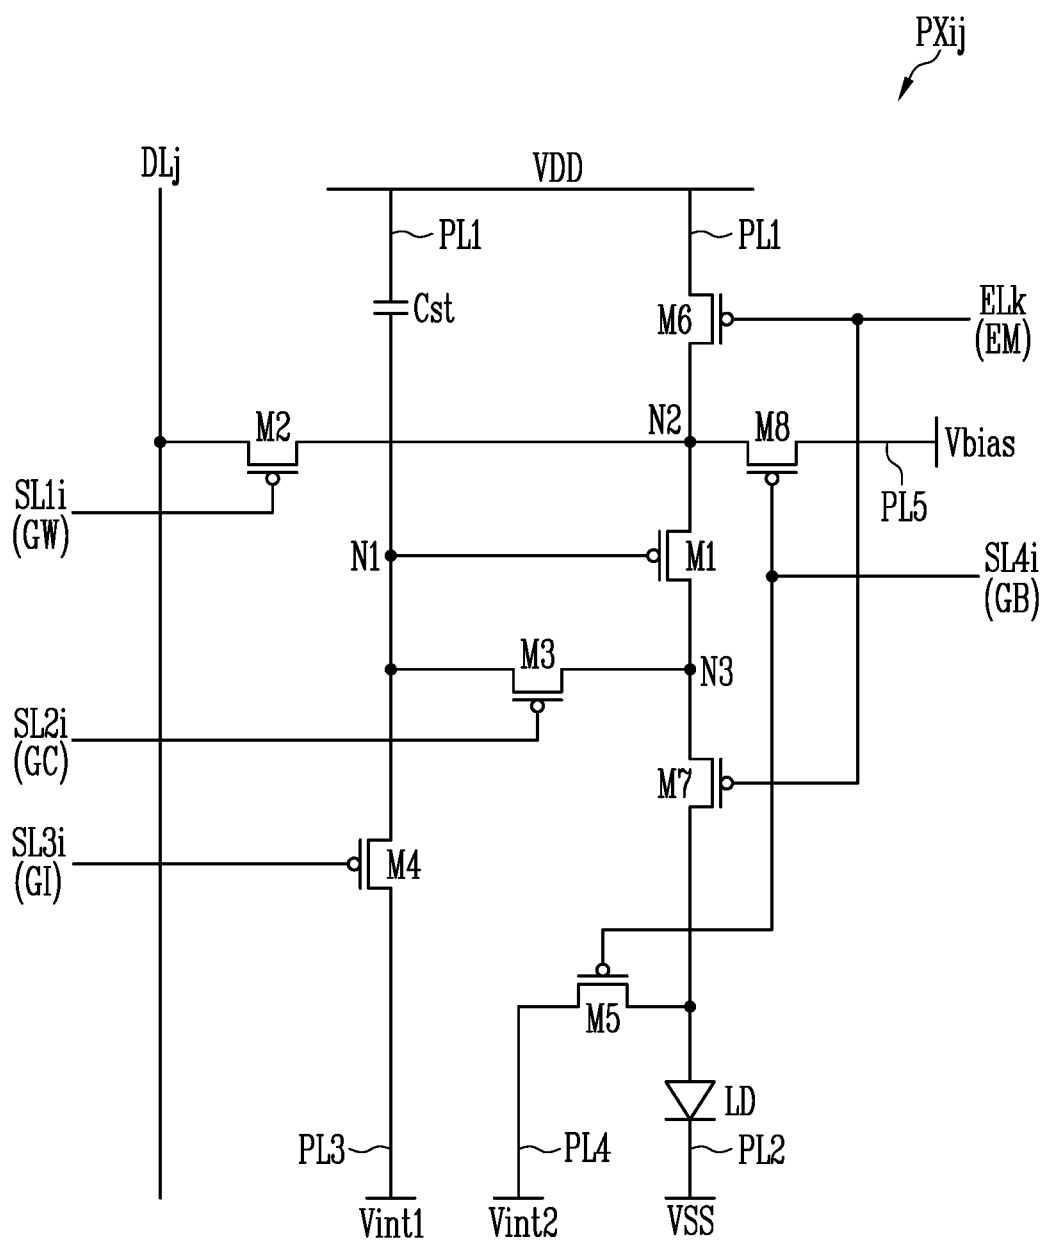 PXij
DLj
VDD
PL1
PL1
Cst
M6
ELk
(EM)
M2
N2
M8
Vbias
SL1i
(GW)
PL5
N1
M1
SL4i
(GB)
M3
N3
SL2i
(GC)
M7
SL3i
(GI)
M4
M5
LD
PL3
PL4
PL2
Vint1
Vint2
VSS